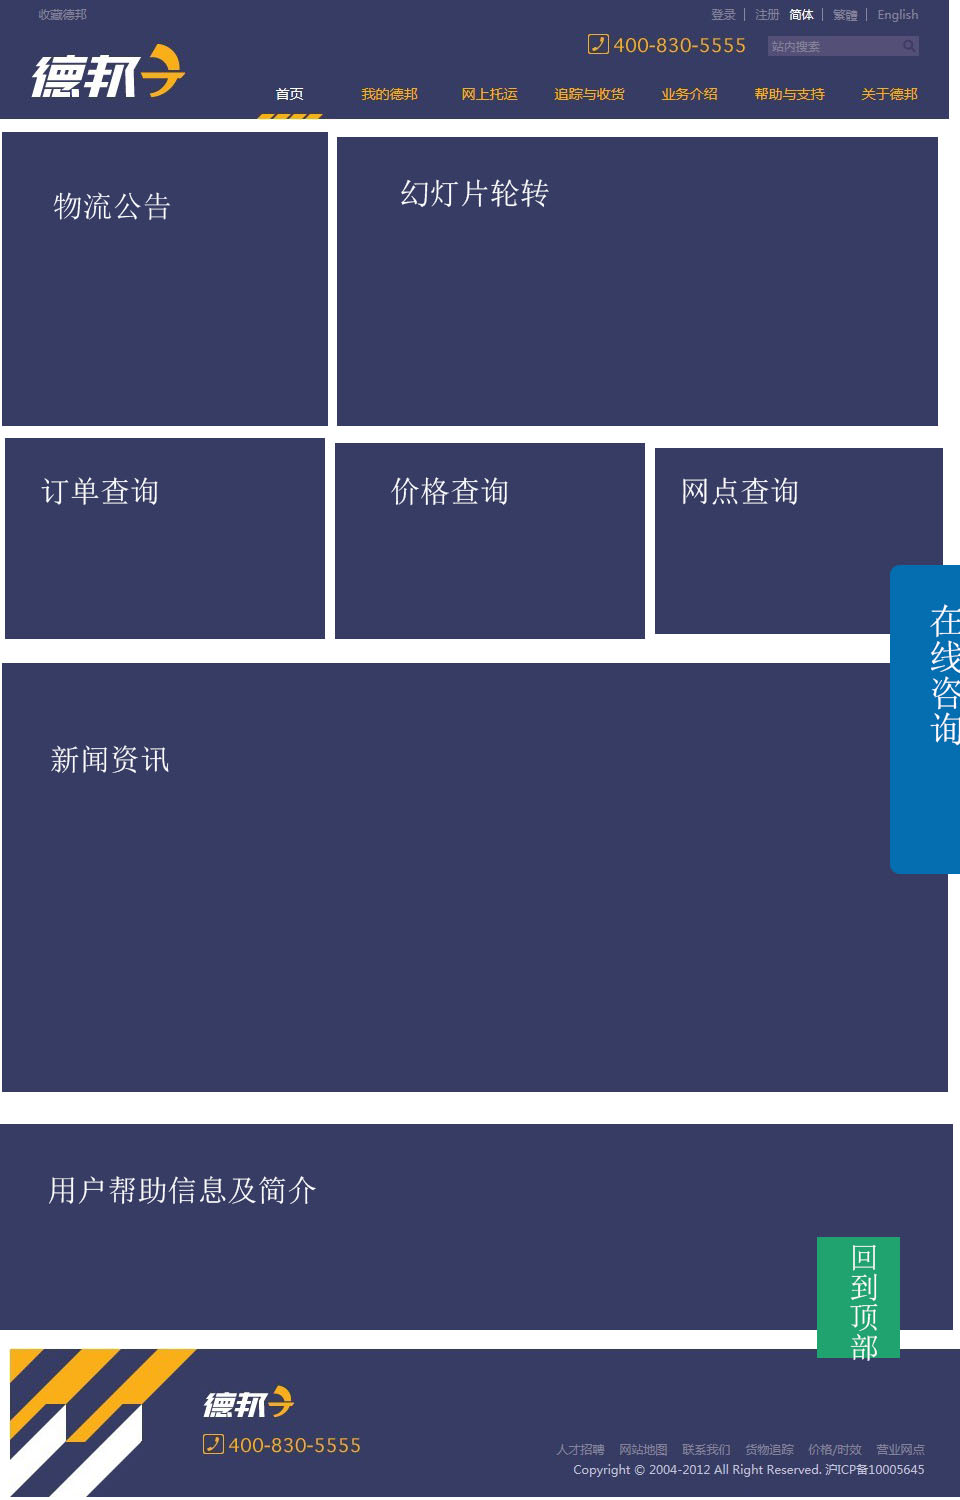 收藏德邦
登录 | 注册 简体 | 繁體 | English
400-830-5555 站内搜索
德邦
首页 我的德邦 网上托运 追踪与收货 业务介绍 帮助与支持 关于德邦
物流公告
幻灯片轮转
订单查询
价格查询
网点查询
在线咨询
新闻资讯
用户帮助信息及简介
回到顶部
德邦
400-830-5555
人才招聘 网站地图 联系我们 货物追踪 价格/时效 营业网点
Copyright © 2004-2012 All Right Reserved. 沪ICP备10005645